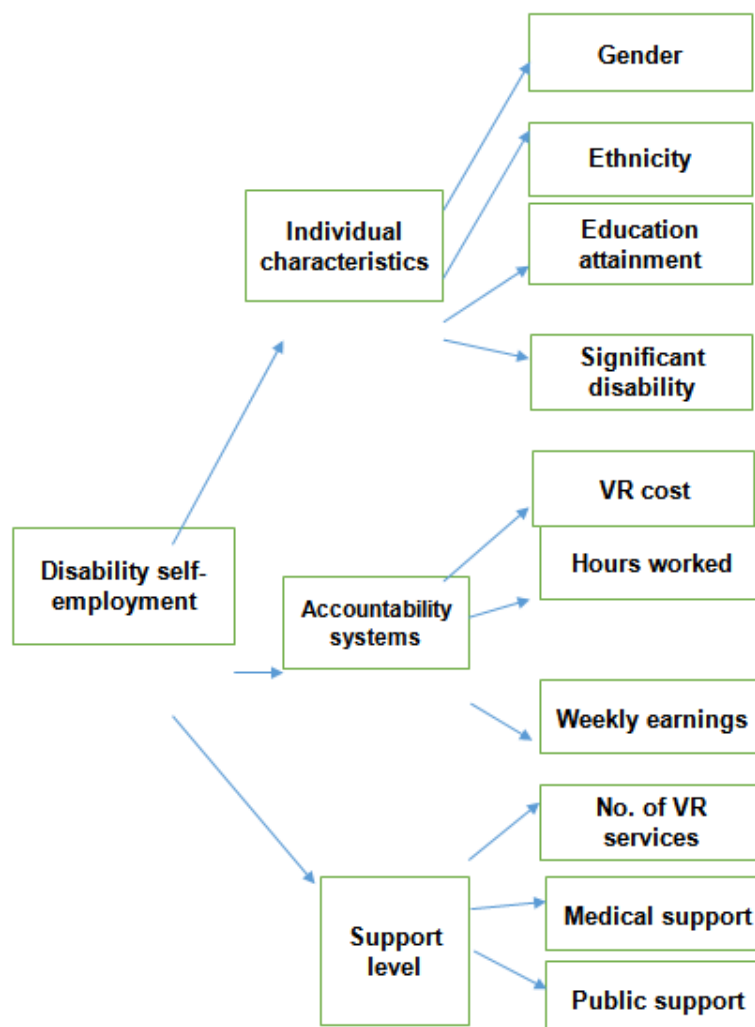 Gender
Ethnicity
Individual
characteristics
Education
attainment
Significant
disability
VR cost
Disability self-
employment
Hours worked
Accountability
systems
Weekly earnings
No. of VR
services
Support
level
Medical support
Public support